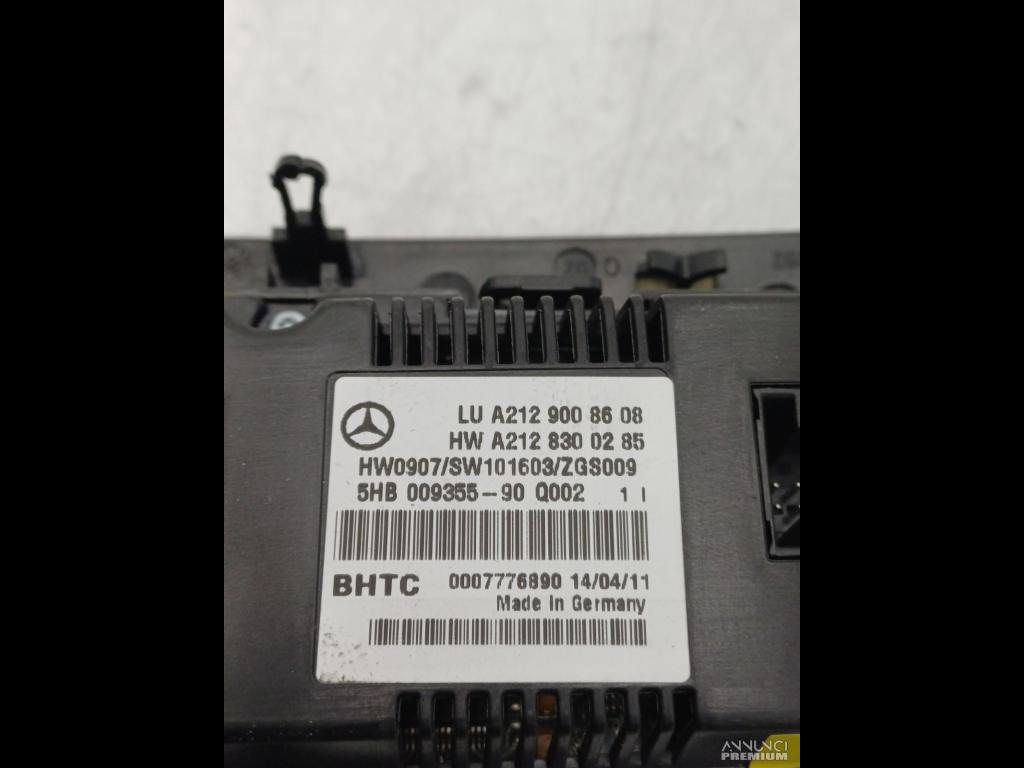 LU A212 900 86 08
HW A212 830 02 85
HW0907/SW101603/ZGS009
5HB 009355-90 Q002 1 1
BHTC 0007776890 14/04/11
Made in Germany
ANNUNCI
PREMIUM